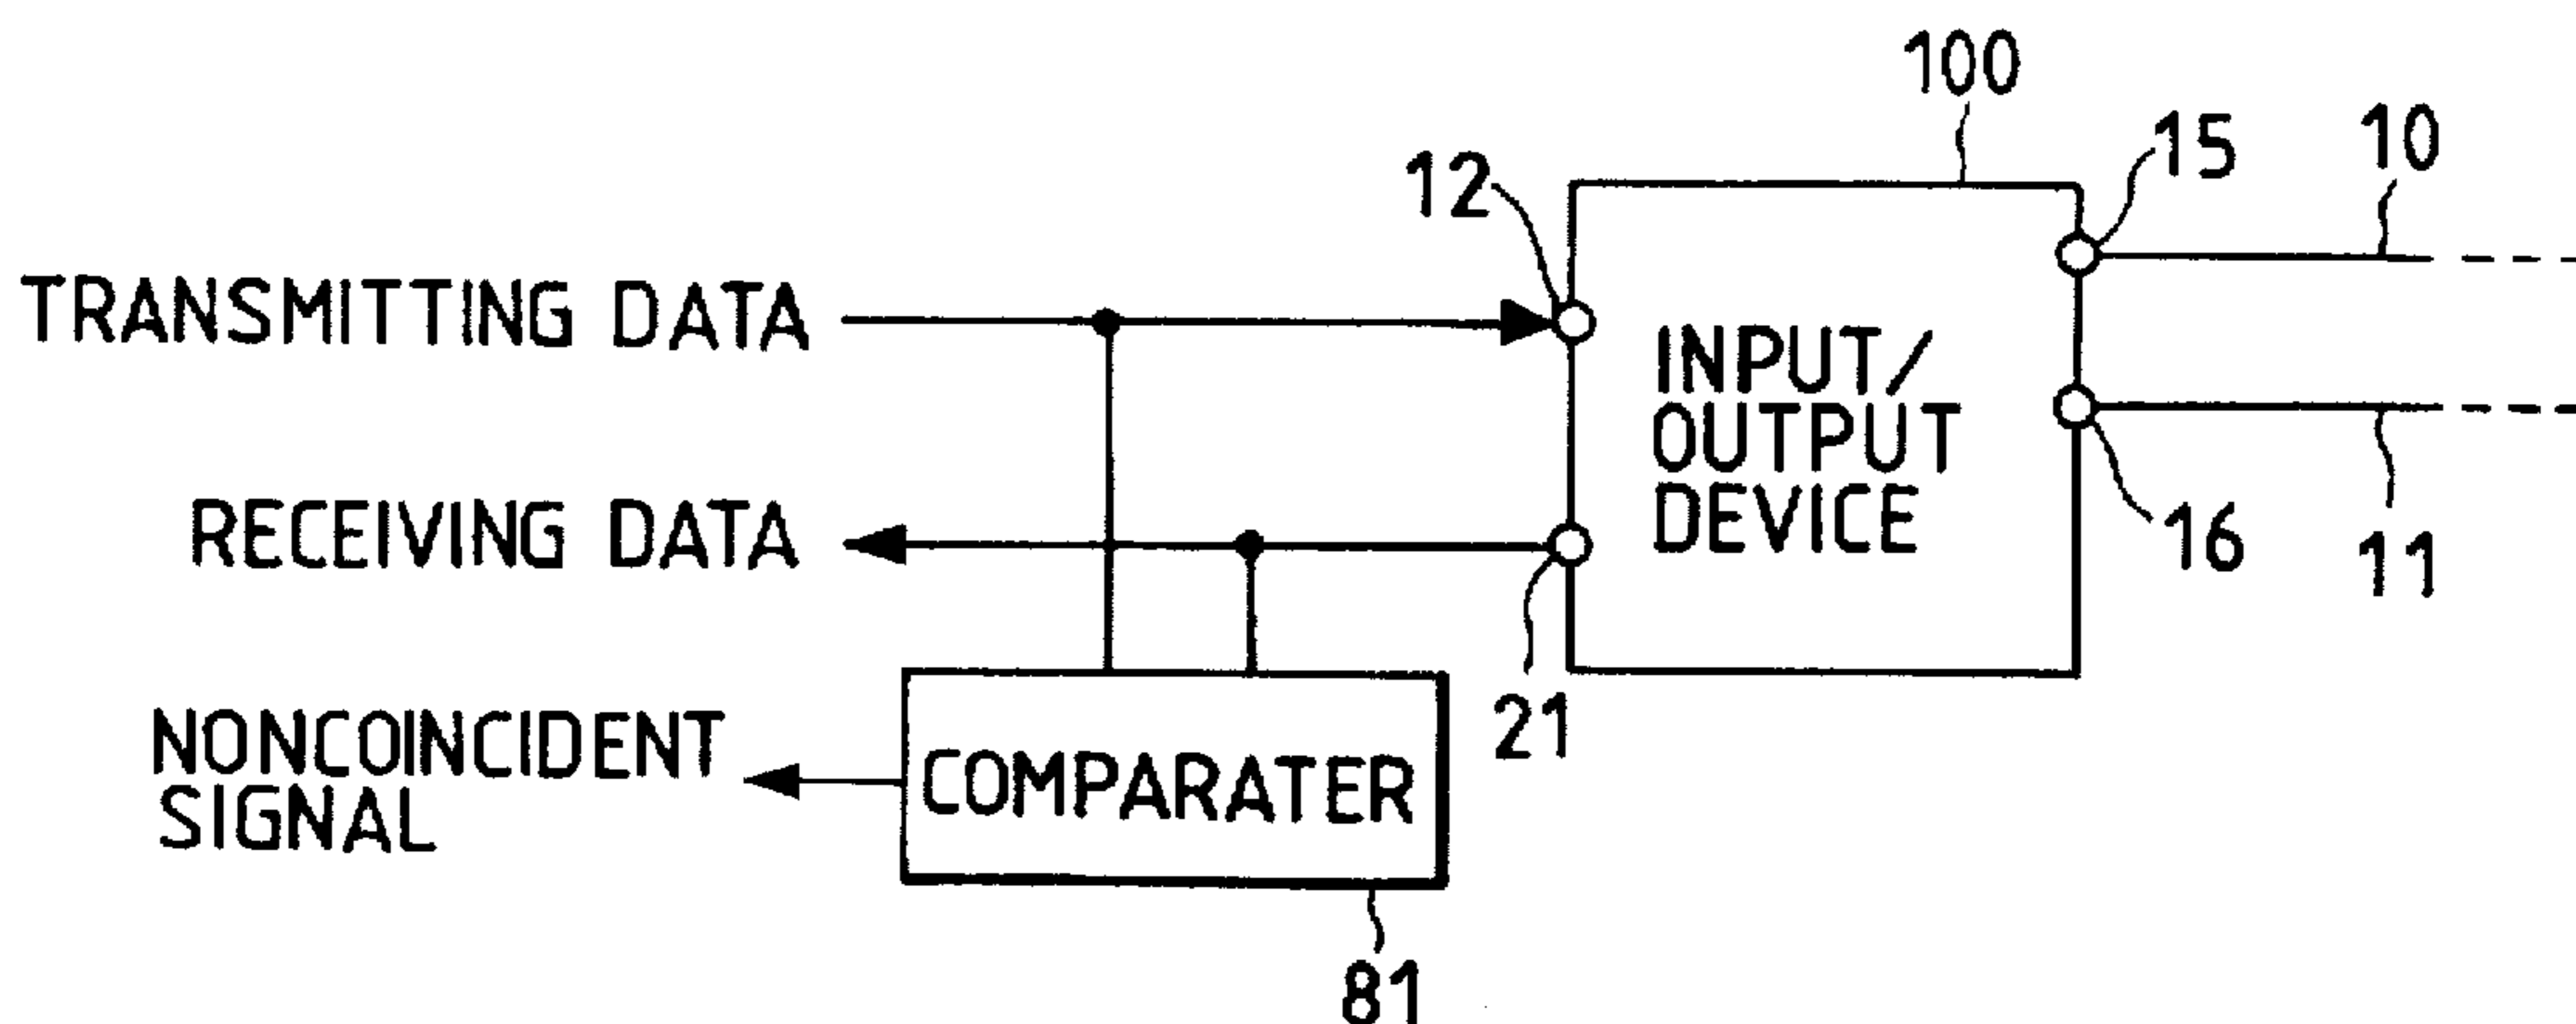 100
15
10
12
TRANSMITTING DATA
INPUT/
OUTPUT
DEVICE
RECEIVING DATA
16
11
21
NONCOINCIDENT
SIGNAL
COMPARATER
81